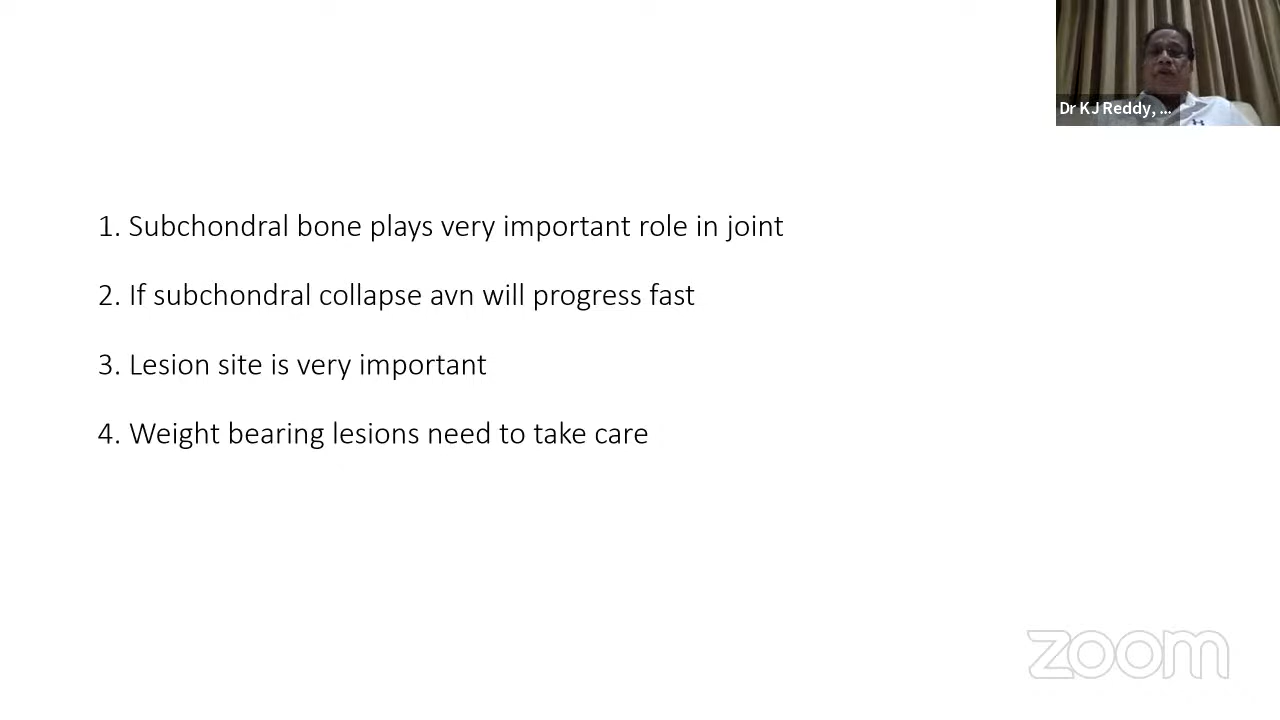 Dr K J Reddy, ...
1. Subchondral bone plays very important role in joint
2. If subchondral collapse avn will progress fast
3. Lesion site is very important
4. Weight bearing lesions need to take care
zoom